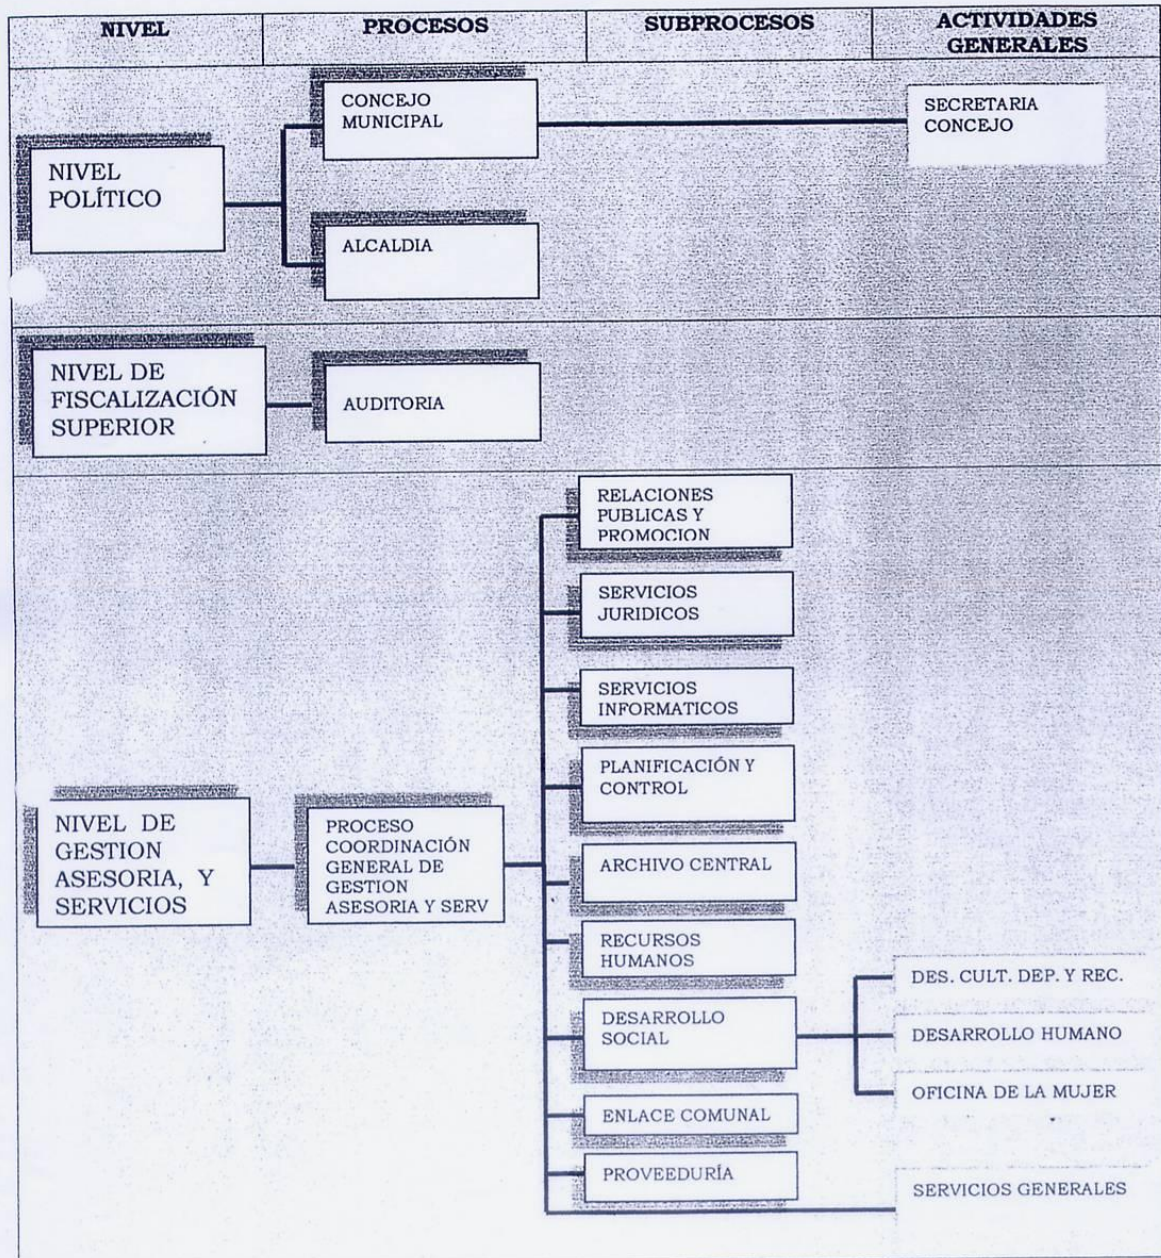 NIVEL
PROCESOS
SUBPROCESOS
ACTIVIDADES
GENERALES
NIVEL
POLÍTICO
CONCEJO
MUNICIPAL
SECRETARIA
CONCEJO
ALCALDIA
NIVEL DE
FISCALIZACIÓN
SUPERIOR
AUDITORIA
NIVEL DE
GESTION
ASESORIA, Y
SERVICIOS
PROCESO
COORDINACIÓN
GENERAL DE
GESTION
ASESORIA Y SERV
RELACIONES
PUBLICAS Y
PROMOCION
SERVICIOS
JURIDICOS
SERVICIOS
INFORMATICOS
PLANIFICACIÓN Y
CONTROL
ARCHIVO CENTRAL
RECURSOS
HUMANOS
DESARROLLO
SOCIAL
DES. CULT. DEP. Y REC.
DESARROLLO HUMANO
OFICINA DE LA MUJER
ENLACE COMUNAL
PROVEEDURÍA
SERVICIOS GENERALES